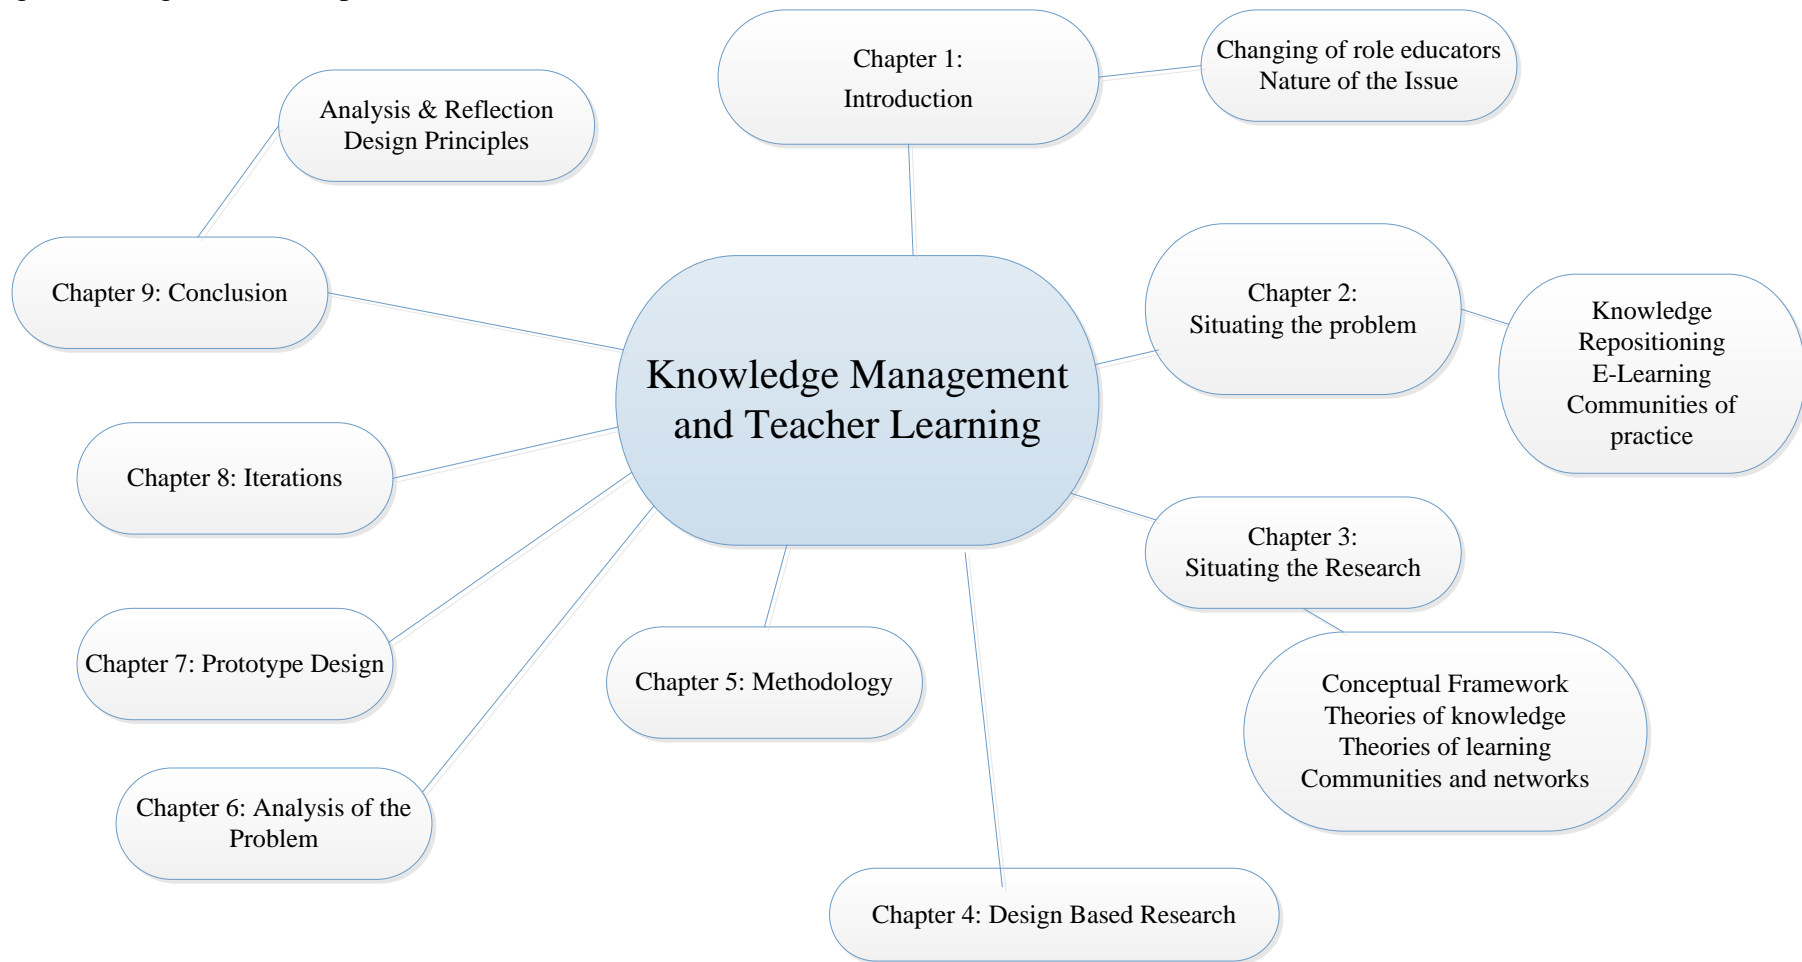 Chapter 1:
Introduction
Changing of role educators
Nature of the Issue
Analysis & Reflection
Design Principles
Chapter 9: Conclusion
Chapter 2:
Situating the problem
Knowledge
Repositioning
E-Learning
Communities of
practice
Knowledge Management
and Teacher Learning
Chapter 8: Iterations
Chapter 3:
Situating the Research
Chapter 7: Prototype Design
Chapter 5: Methodology
Conceptual Framework
Theories of knowledge
Theories of learning
Communities and networks
Chapter 6: Analysis of the
Problem
Chapter 4: Design Based Research